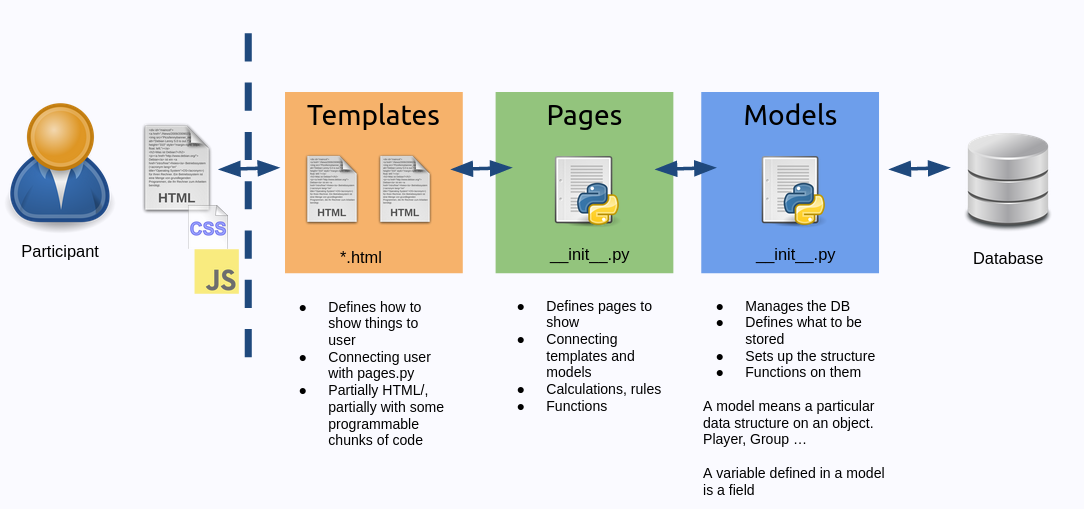 Templates
Pages
Models
HTML
CSS
JS
HTML
HTML
Participant
*.html
__init__.py
__init__.py
Database
● Defines how to
show things to
user
● Connecting user
with pages.py
● Partially HTML/,
partially with some
programmable
chunks of code
● Defines pages to
show
● Connecting
templates and
models
● Calculations, rules
● Functions
● Manages the DB
● Defines what to be
stored
● Sets up the structure
● Functions on them
A model means a particular
data structure on an object.
Player, Group …
A variable defined in a model
is a field